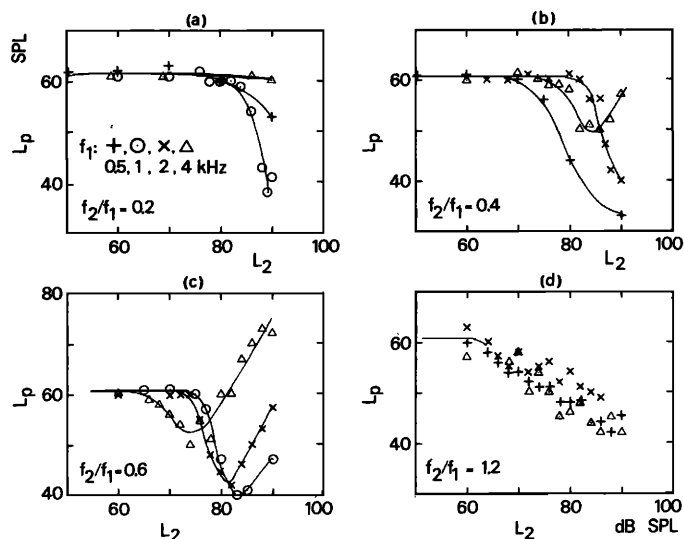 (a)
SPL
60
Lp
f1: +, ⊙, ×, △
0.5, 1, 2, 4 kHz
40
f2/f1=0.2
60 80 100
L2
(b)
60
Lp
40
f2/f1=0.4
60 80 100
L2
(c)
80
Lp
60
f2/f1=0.6
40
60 80 100
L2
(d)
60
Lp
40
f2/f1=1.2
60 80 100
L2 dB SPL